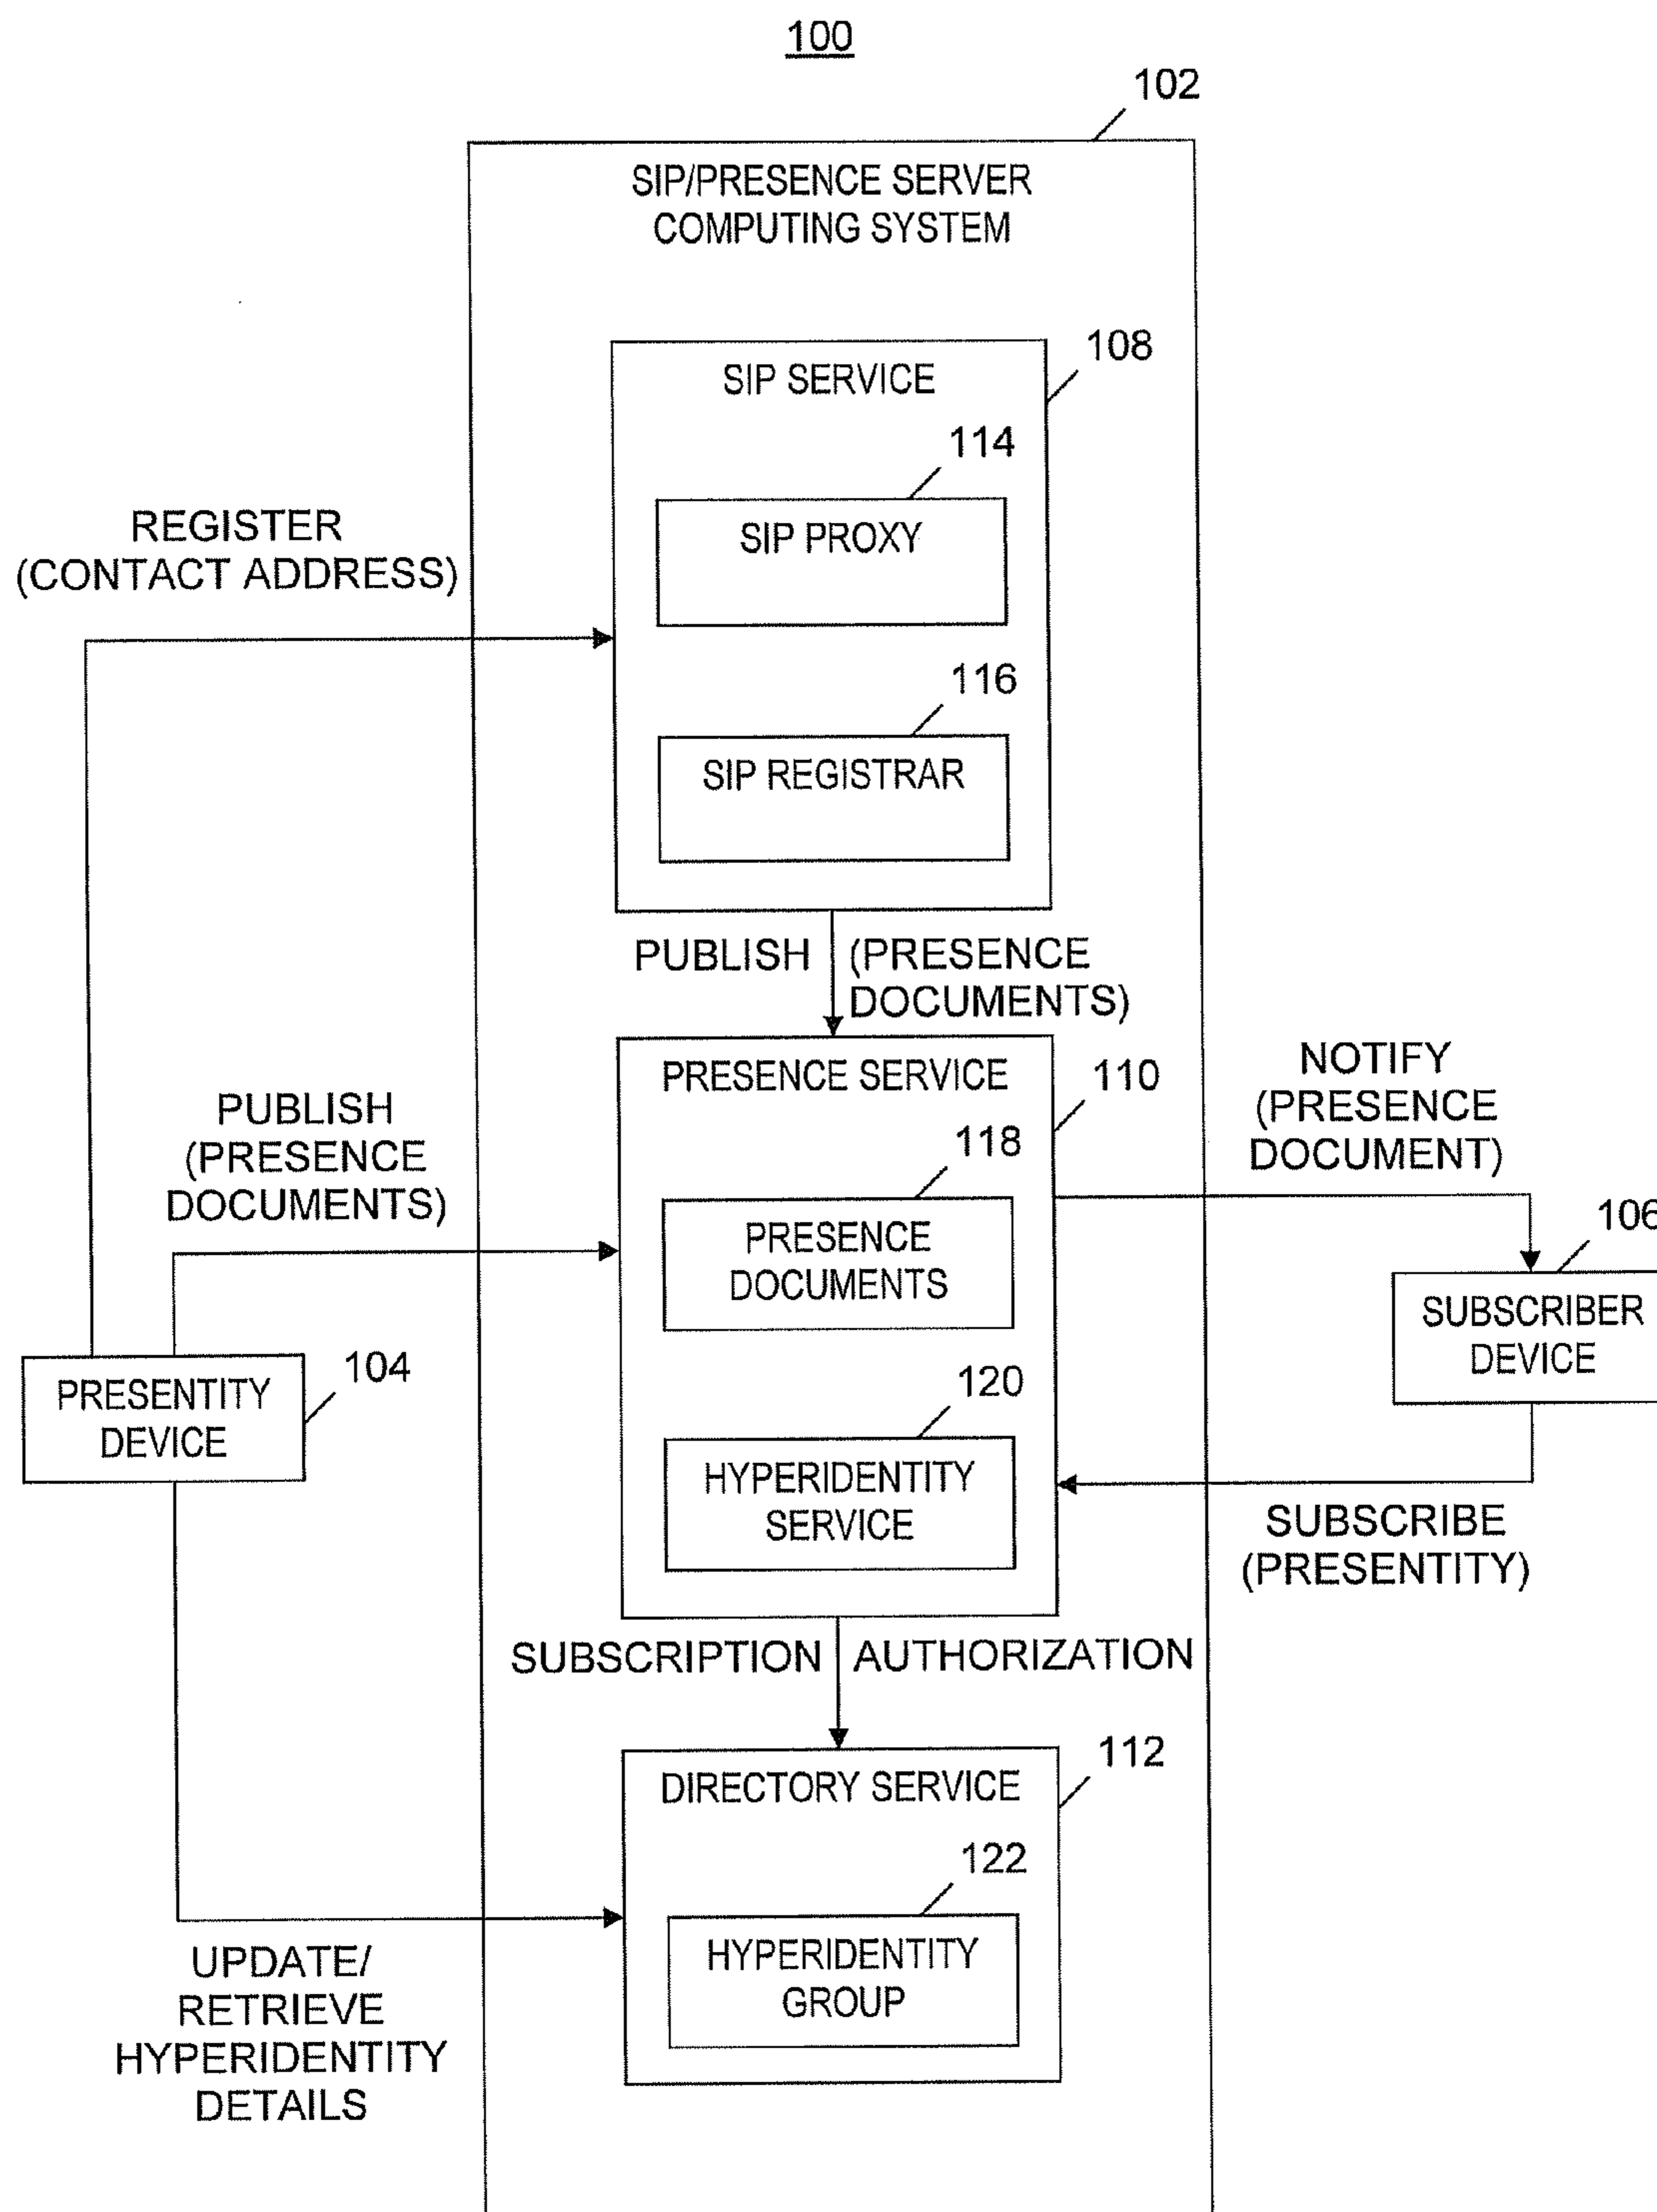 100
102
SIP/PRESENCE SERVER
COMPUTING SYSTEM
108
SIP SERVICE
114
SIP PROXY
REGISTER
(CONTACT ADDRESS)
116
SIP REGISTRAR
PUBLISH
(PRESENCE
DOCUMENTS)
PRESENCE SERVICE
110
NOTIFY
(PRESENCE
DOCUMENT)
PUBLISH
(PRESENCE
DOCUMENTS)
118
PRESENCE
DOCUMENTS
106
SUBSCRIBER
DEVICE
PRESENTITY
DEVICE
104
120
HYPERIDENTITY
SERVICE
SUBSCRIBE
(PRESENTITY)
SUBSCRIPTION
AUTHORIZATION
112
DIRECTORY SERVICE
122
HYPERIDENTITY
GROUP
UPDATE/
RETRIEVE
HYPERIDENTITY
DETAILS